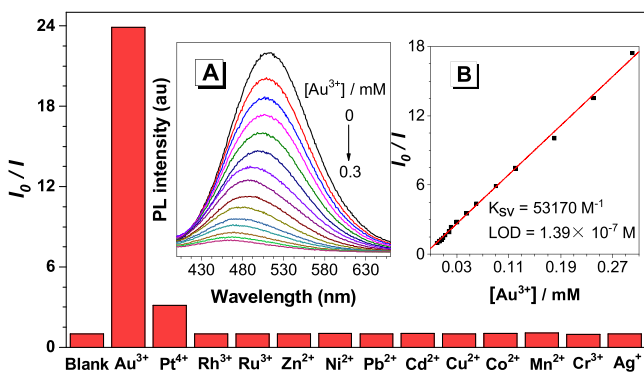 24
18
12
6
0
I0 / I
Blank Au3+ Pt4+ Rh3+ Ru3+ Zn2+ Ni2+ Pb2+ Cd2+ Cu2+ Co2+ Mn2+ Cr3+ Ag+
A
PL intensity (au)
[Au3+] / mM
0
0.3
430 480 530 580 630
Wavelength (nm)
B
18
12
6
0
I0 / I
KSV = 53170 M-1
LOD = 1.39× 10-7 M
0.03 0.11 0.19 0.27
[Au3+] / mM